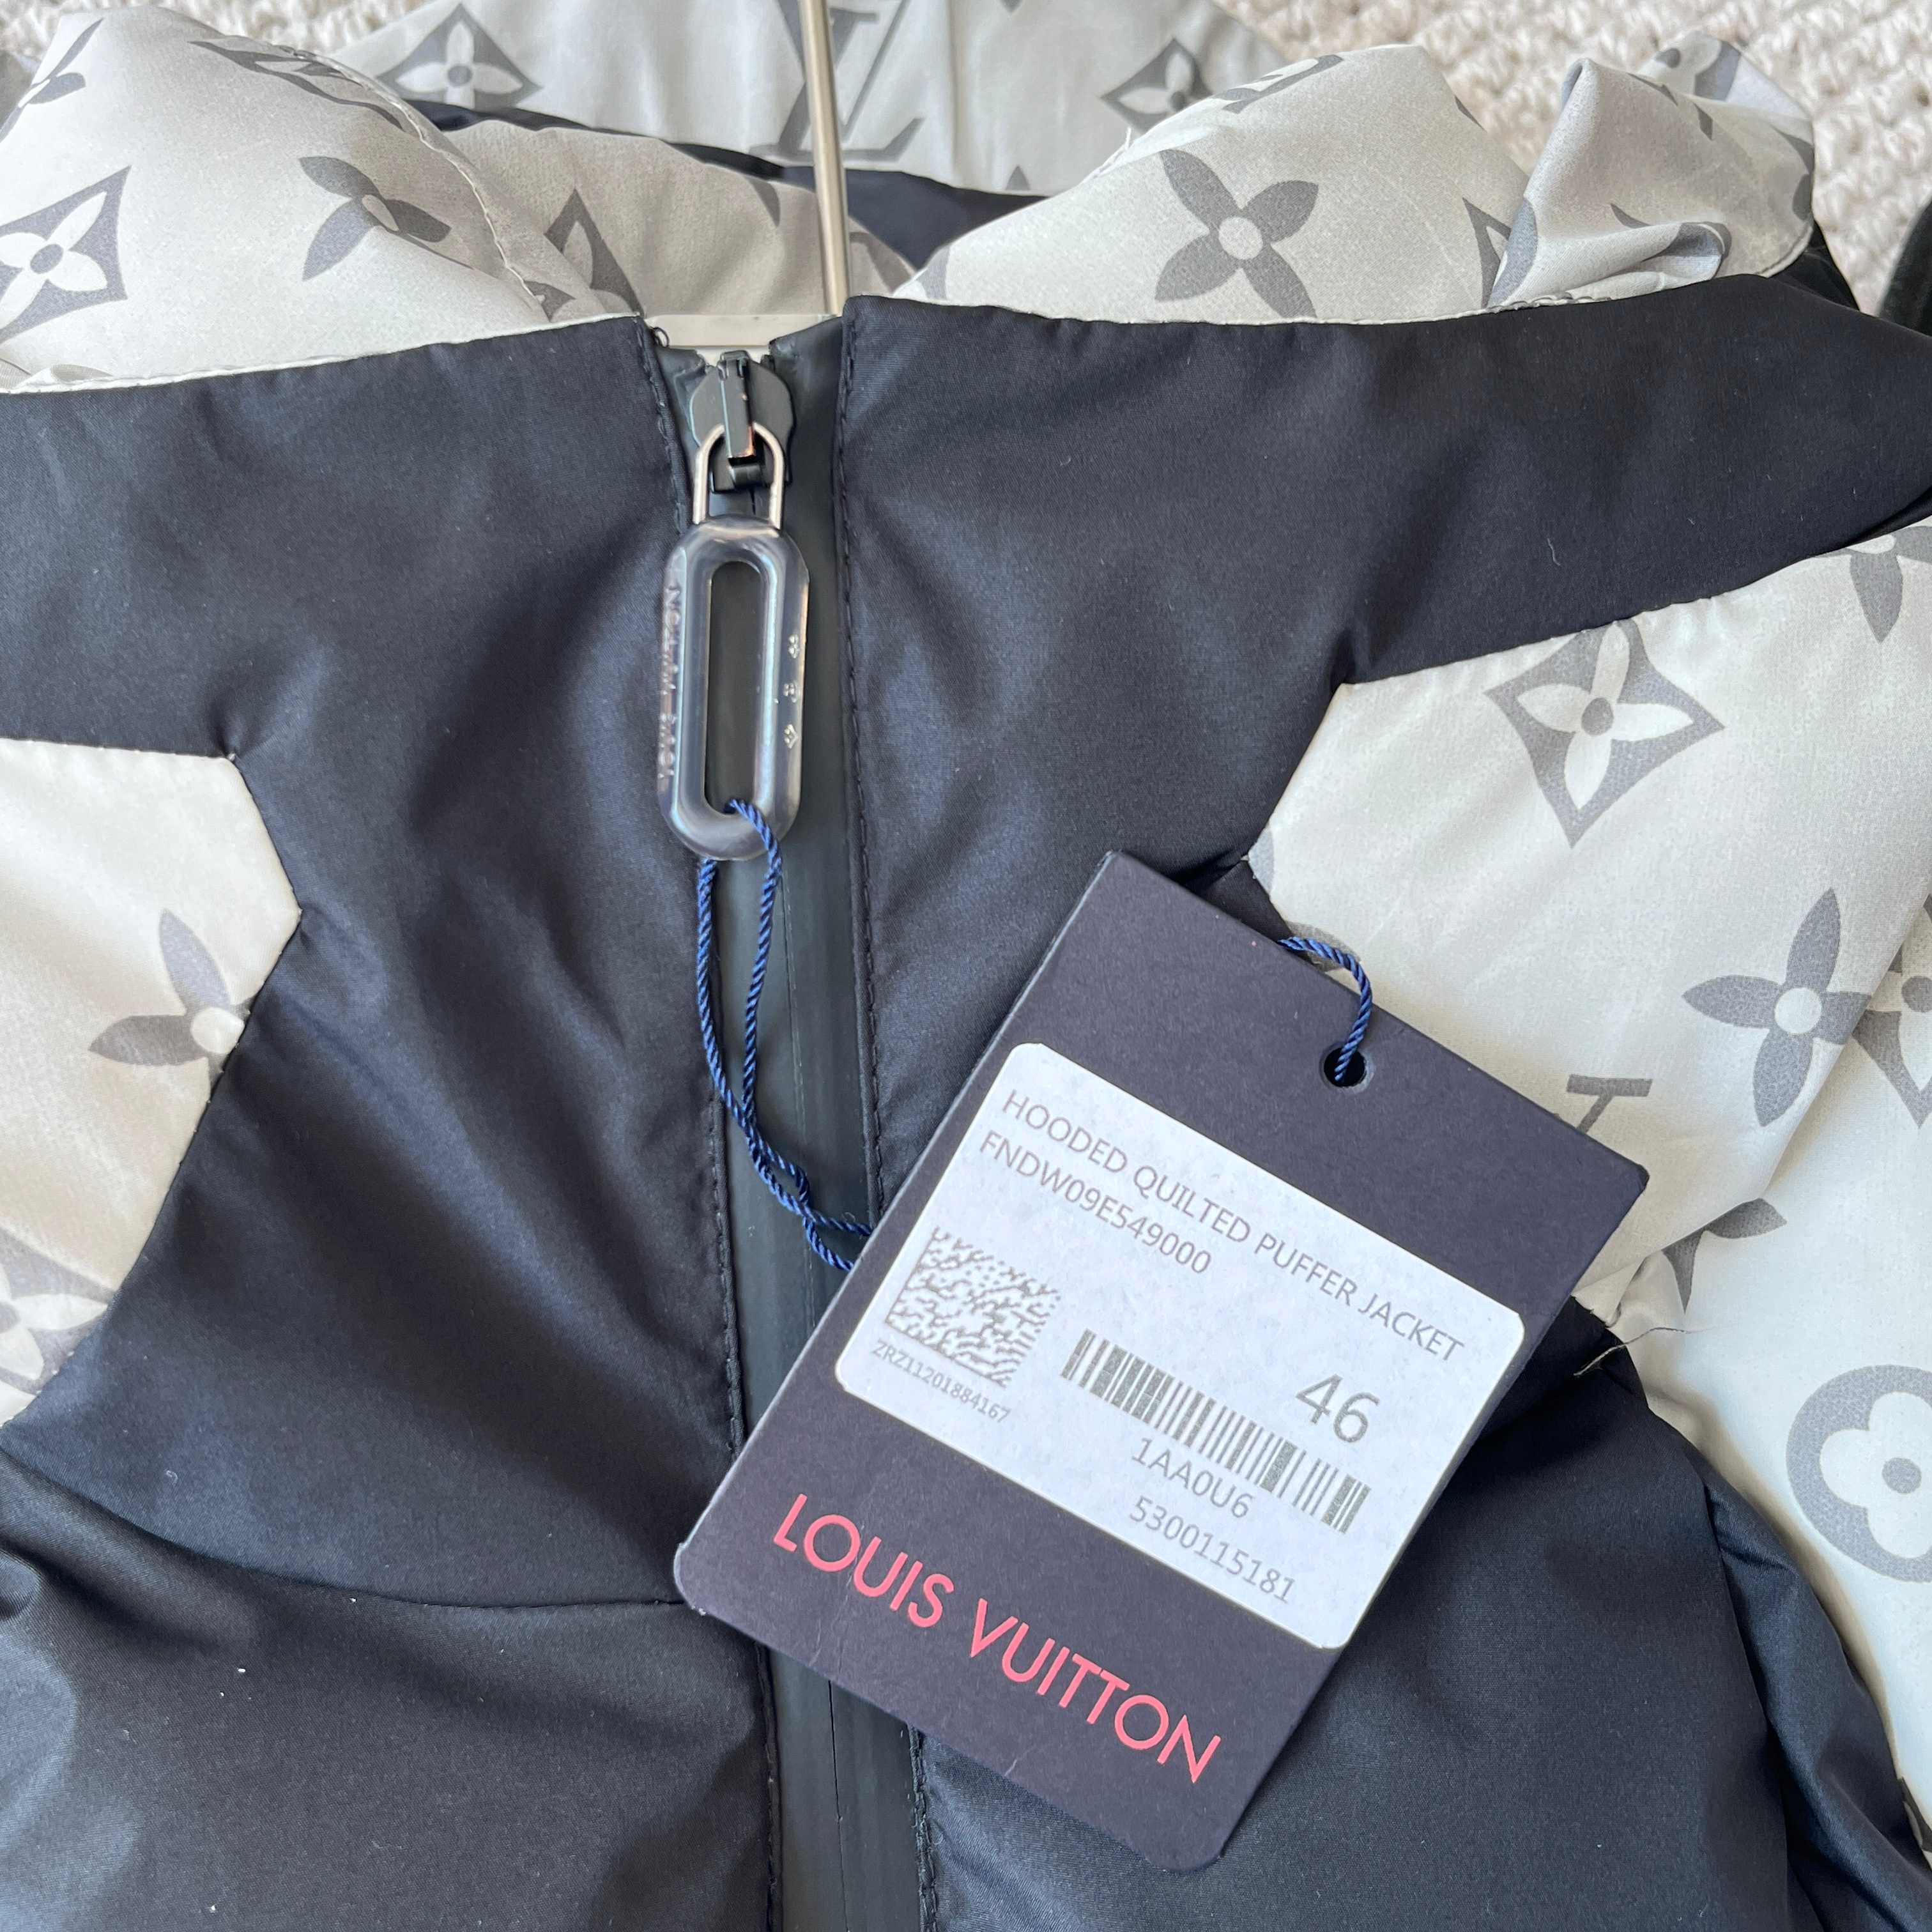 HOODED QUILTED PUFFER JACKET
FNDW09E549000
46
ZRZ11201884167
1AA0U6
5300115181
LOUIS VUITTON